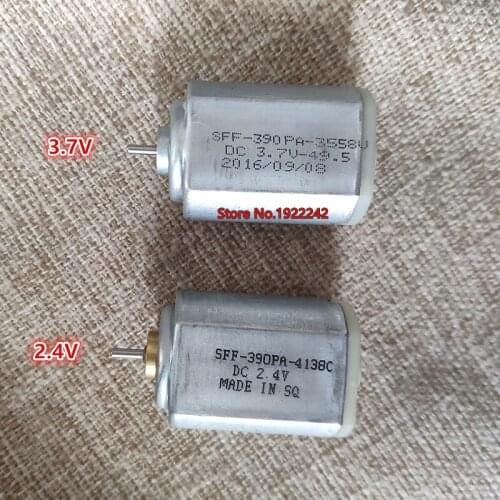 3.7V
SFF-390PA-3558V
DC 3.7V-49.5
2016/09/08
Store No.1922242
2.4V
SFF-390PA-4138C
DC 2.4V
MADE IN SQ